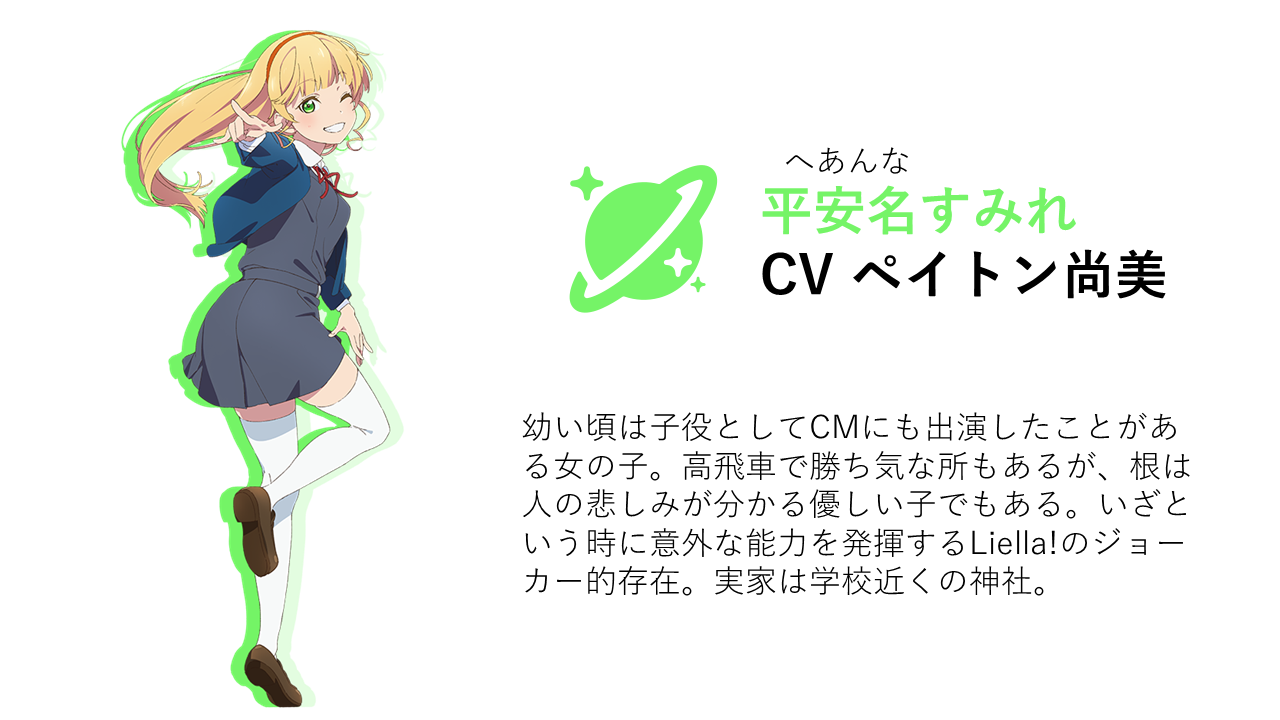 へあんな
平安名すみれ
CV ペイトン尚美
幼い頃は子役としてCMにも出演したことがあ
る女の子。高飛車で勝ち気な所もあるが、根は
人の悲しみが分かる優しい子でもある。いざと
いう時に意外な能力を発揮するLiella!のジョー
カー的存在。実家は学校近くの神社。